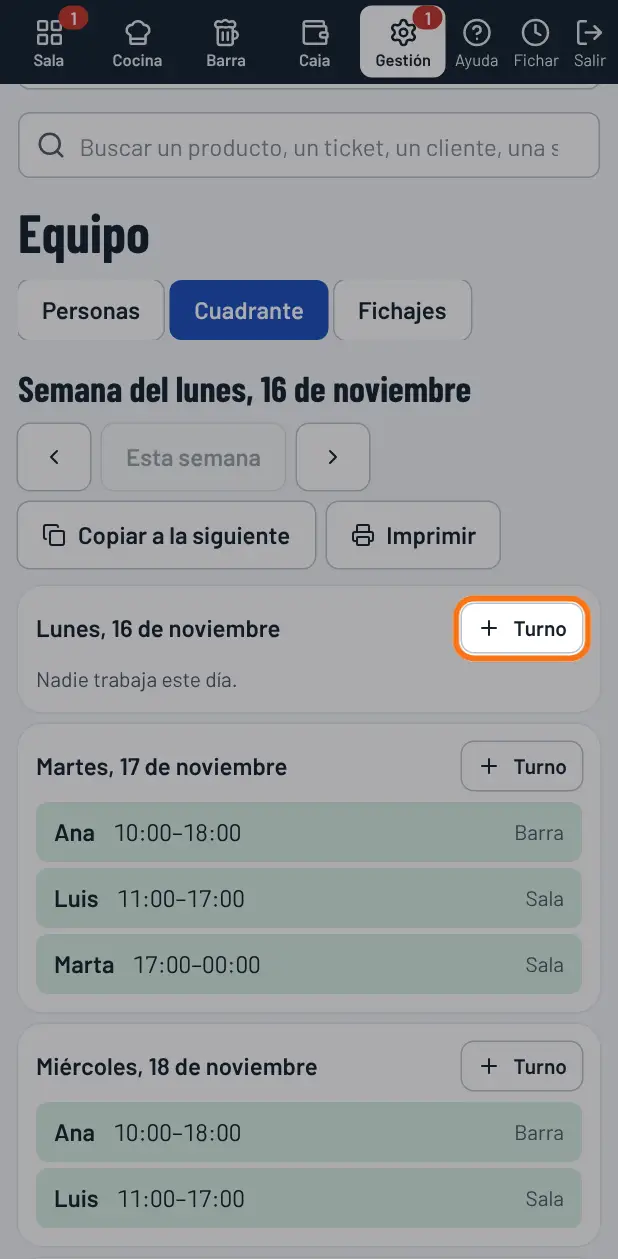 1
1
Sala
Cocina
Barra
Caja
Gestión
Ayuda
Fichar
Salir
Buscar un producto, un ticket, un cliente, una s
Equipo
Personas
Cuadrante
Fichajes
Semana del lunes, 16 de noviembre
Esta semana
Copiar a la siguiente
Imprimir
Lunes, 16 de noviembre
+ Turno
Nadie trabaja este día.
Martes, 17 de noviembre
+ Turno
Ana 10:00–18:00 Barra
Luis 11:00–17:00 Sala
Marta 17:00–00:00 Sala
Miércoles, 18 de noviembre
+ Turno
Ana 10:00–18:00 Barra
Luis 11:00–17:00 Sala